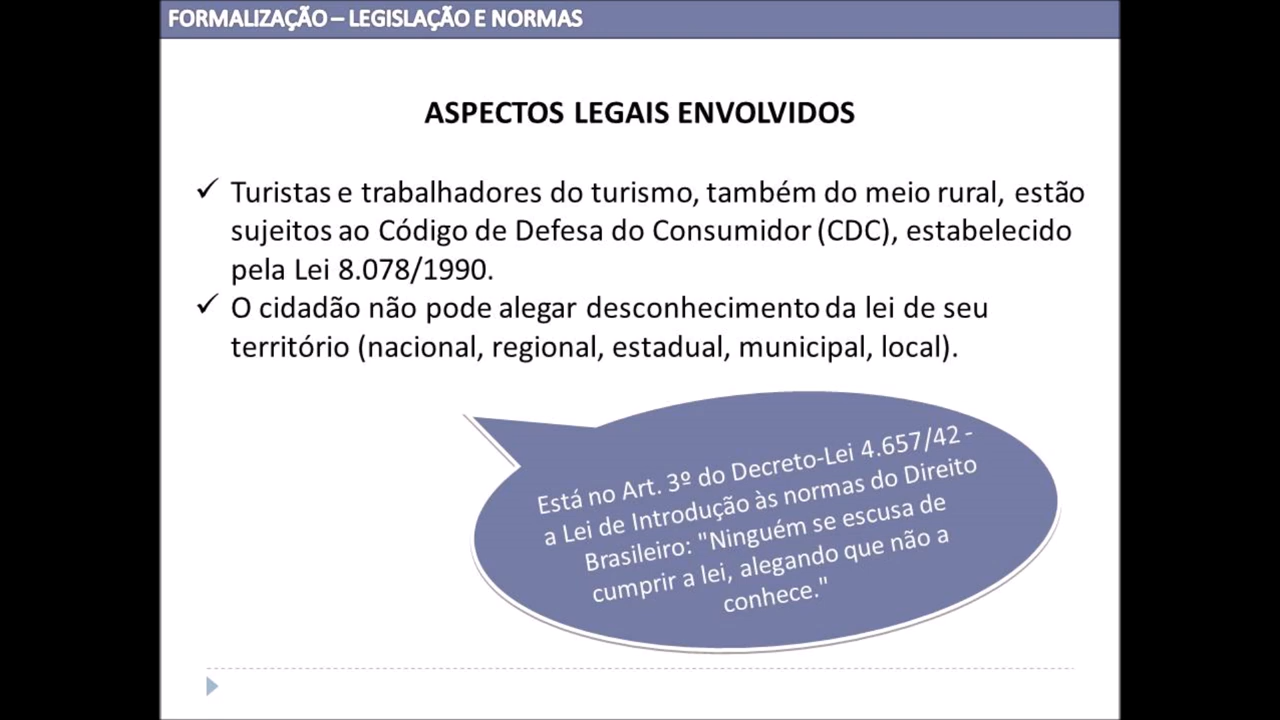 FORMALIZAÇÃO – LEGISLAÇÃO E NORMAS
ASPECTOS LEGAIS ENVOLVIDOS
✓ Turistas e trabalhadores do turismo, também do meio rural, estão
sujeitos ao Código de Defesa do Consumidor (CDC), estabelecido
pela Lei 8.078/1990.
✓ O cidadão não pode alegar desconhecimento da lei de seu
território (nacional, regional, estadual, municipal, local).
Está no Art. 3º do Decreto-Lei 4.657/42 -
a Lei de Introdução às normas do Direito
Brasileiro: "Ninguém se escusa de
cumprir a lei, alegando que não a
conhece."